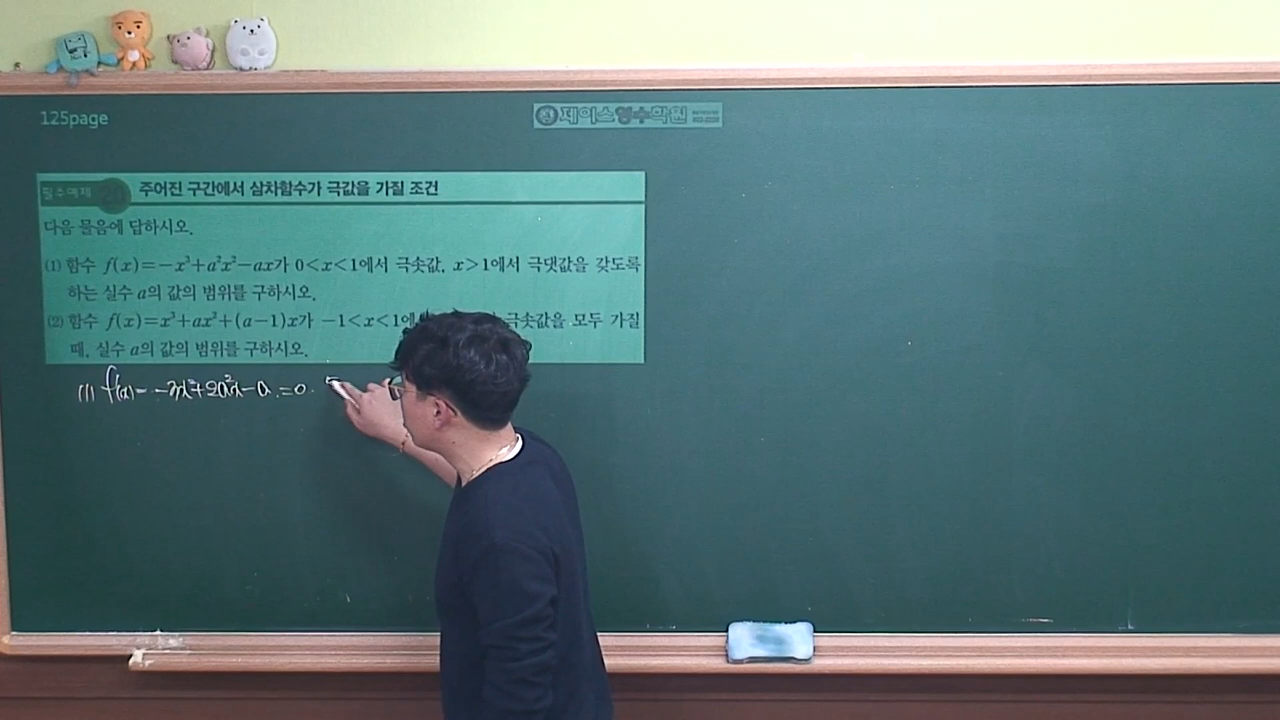 125page
제이스영수학원
필수예제 20 주어진 구간에서 삼차함수가 극값을 가질 조건
다음 물음에 답하시오.
(1) 함수 f(x)=-x³+a²x²-ax가 0<x<1에서 극솟값, x>1에서 극댓값을 갖도록
하는 실수 a의 값의 범위를 구하시오.
(2) 함수 f(x)=x³+ax²+(a-1)x가 -1<x<1에 극솟값을 모두 가질
때, 실수 a의 값의 범위를 구하시오.
(1) f'(x)=-3x²+2a²x-a=0.